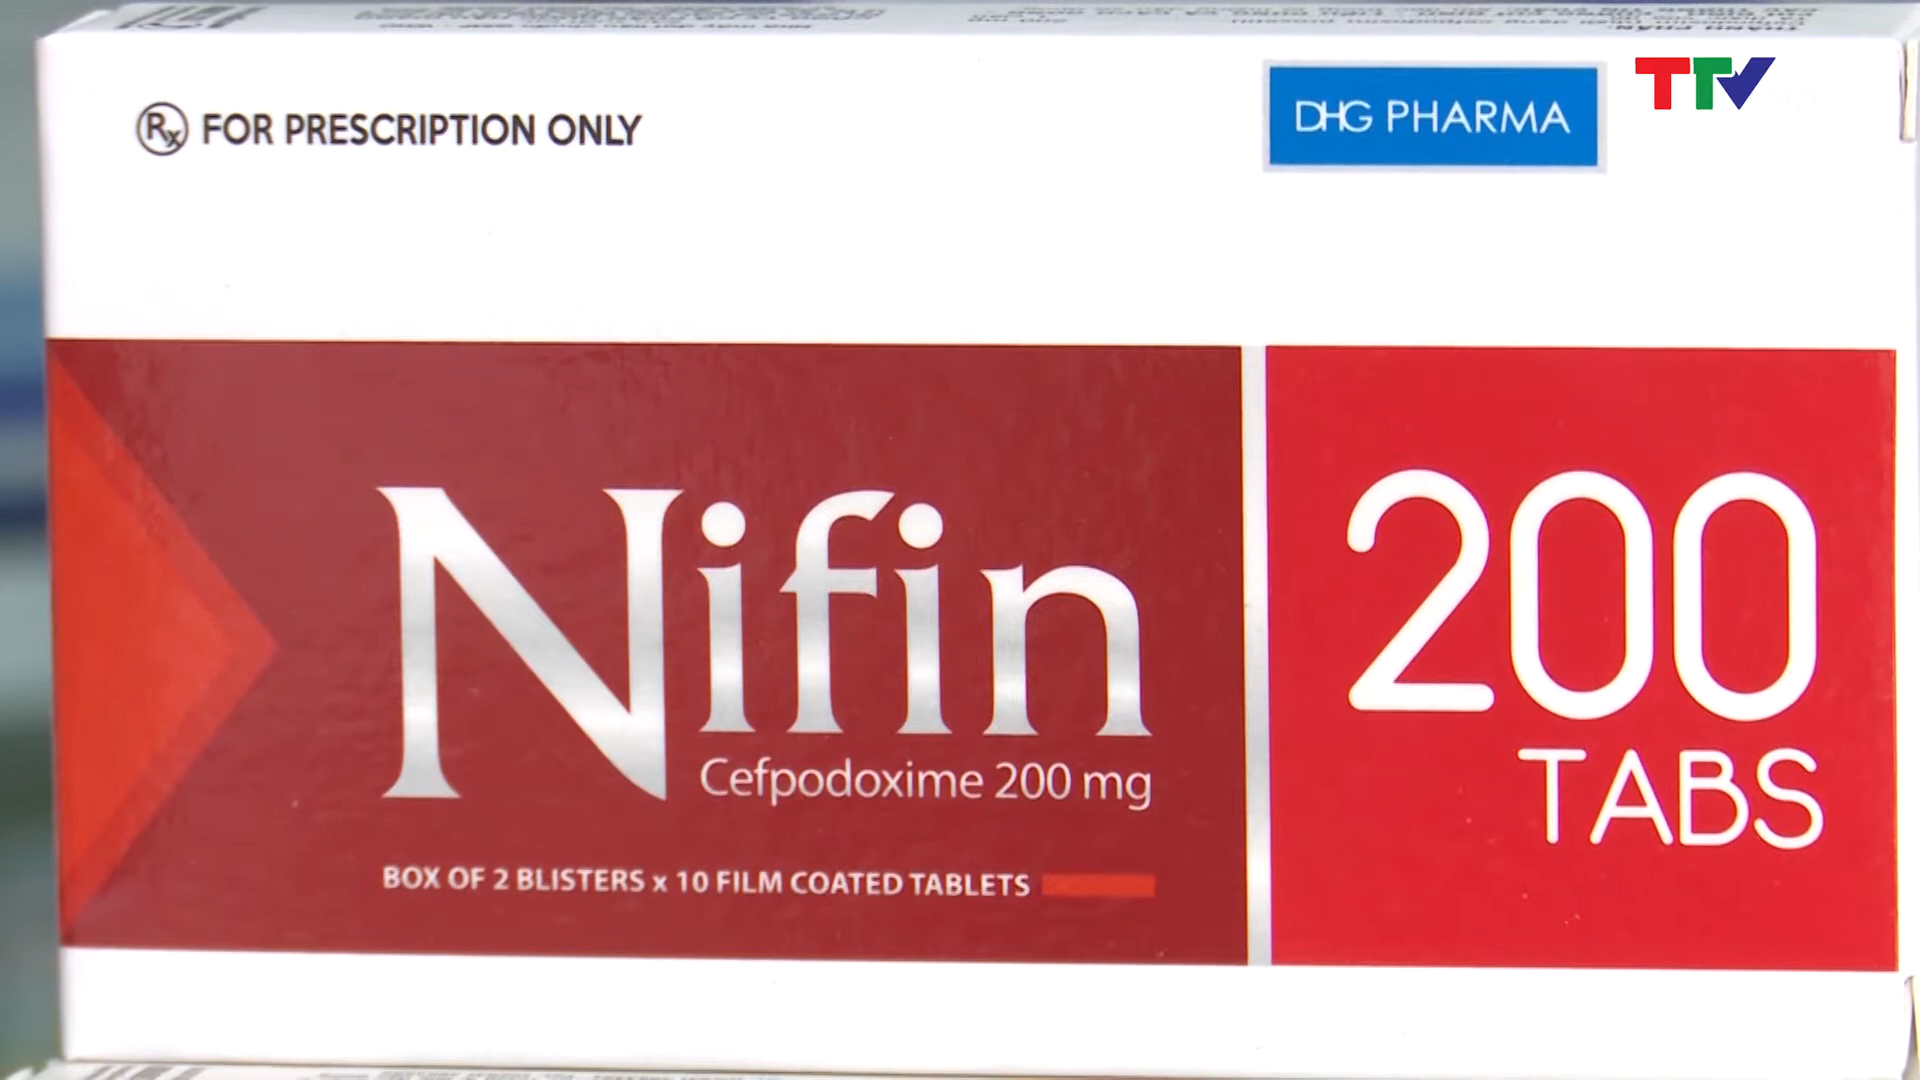 Rx FOR PRESCRIPTION ONLY
DHG PHARMA
TTV
Nifin
Cefpodoxime 200 mg
BOX OF 2 BLISTERS x 10 FILM COATED TABLETS
200
TABS